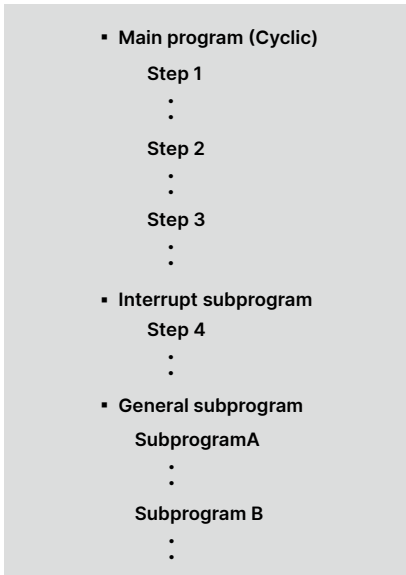 ▪ Main program (Cyclic)
Step 1
•
•
Step 2
•
•
Step 3
•
•
▪ Interrupt subprogram
Step 4
•
•
▪ General subprogram
SubprogramA
•
•
Subprogram B
•
•